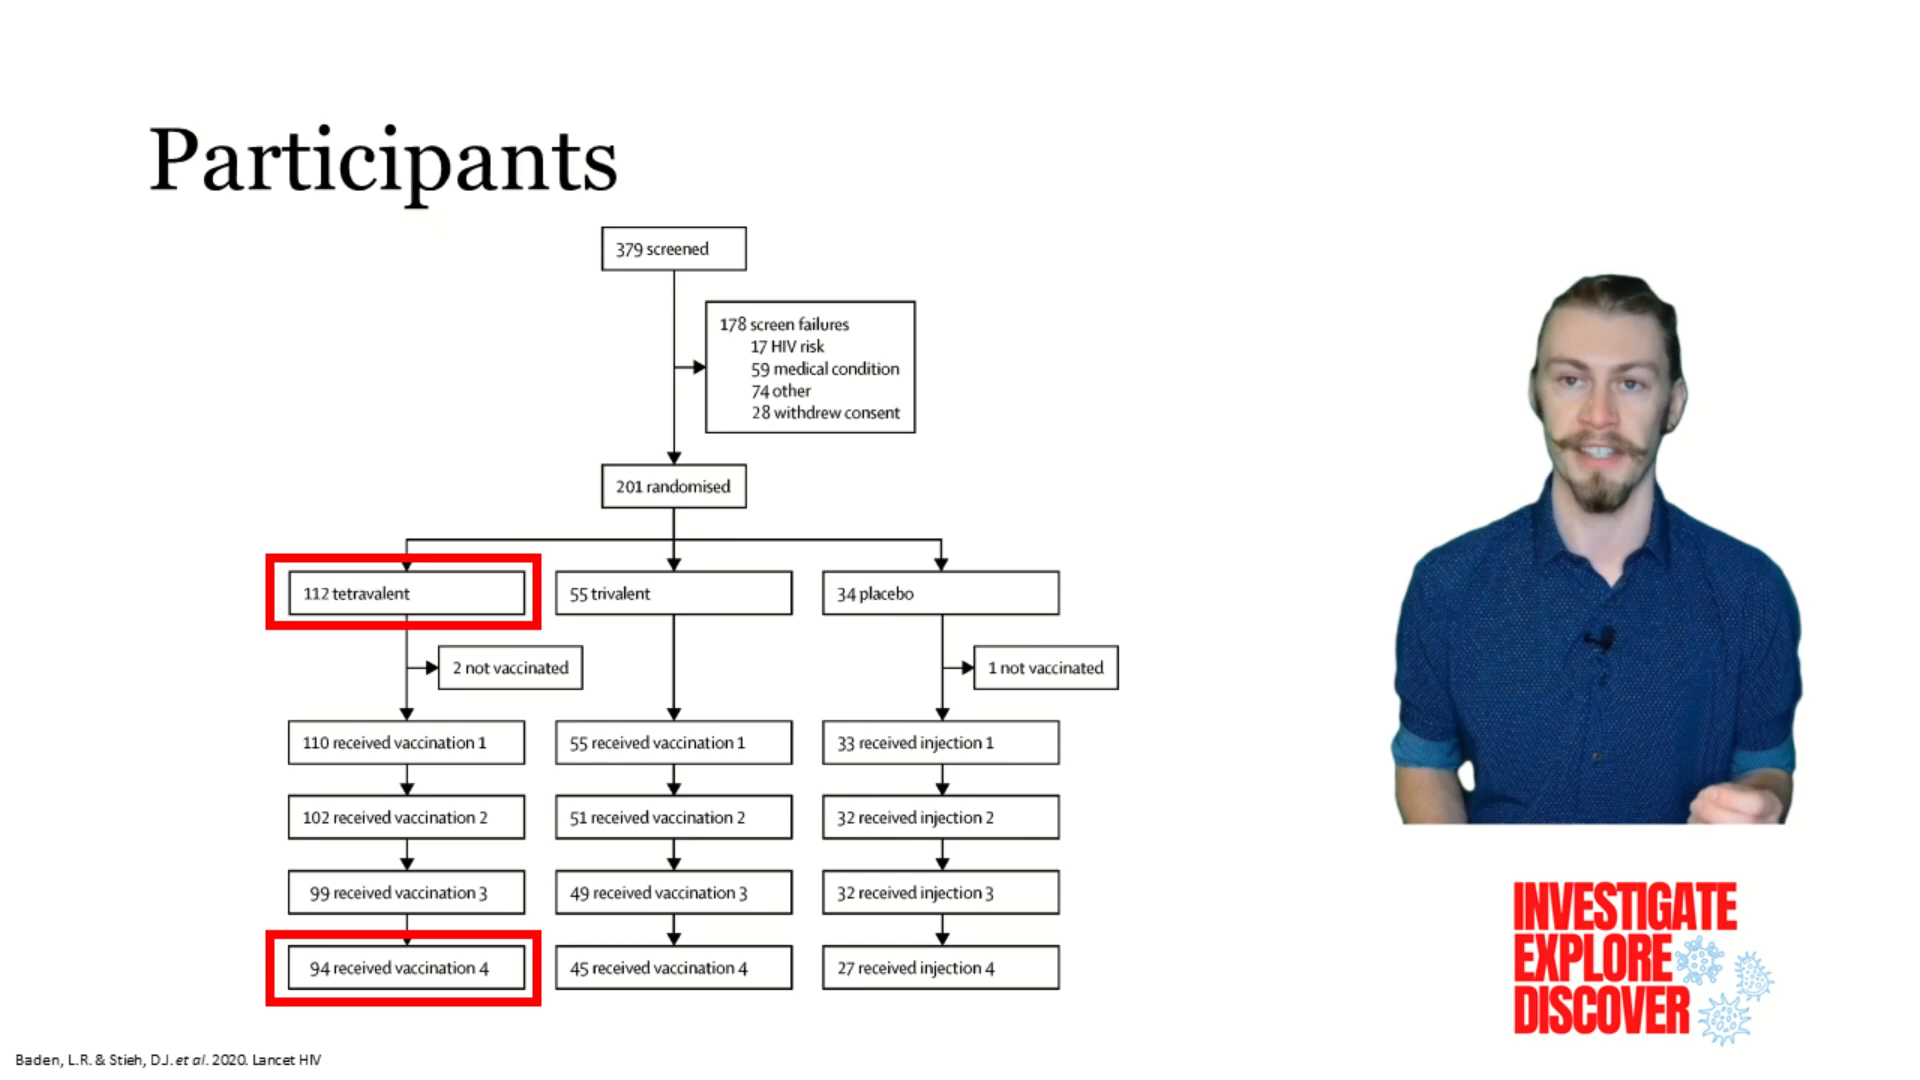 Participants
379 screened
178 screen failures
17 HIV risk
59 medical condition
74 other
28 withdrew consent
201 randomised
112 tetravalent
55 trivalent
34 placebo
2 not vaccinated
1 not vaccinated
110 received vaccination 1
55 received vaccination 1
33 received injection 1
102 received vaccination 2
51 received vaccination 2
32 received injection 2
99 received vaccination 3
49 received vaccination 3
32 received injection 3
94 received vaccination 4
45 received vaccination 4
27 received injection 4
INVESTIGATE
EXPLORE
DISCOVER
Baden, L.R. & Stieh, D.J. et al. 2020. Lancet HIV